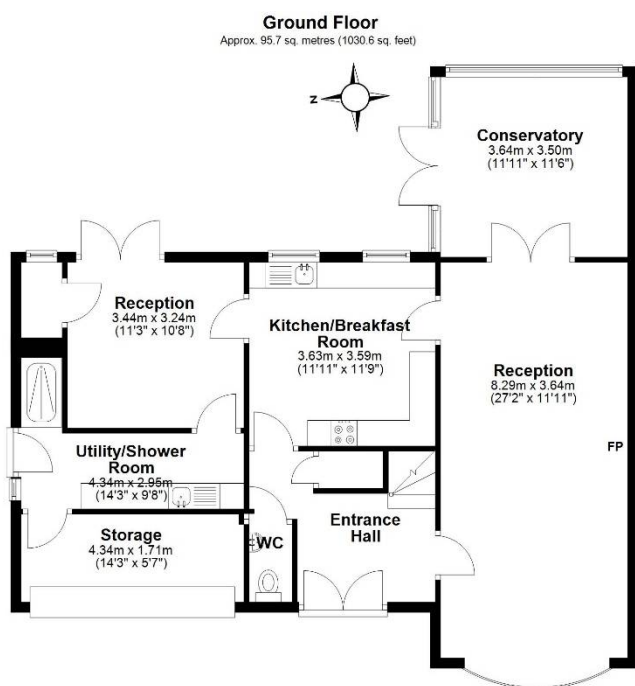 Ground Floor
Approx. 95.7 sq. metres (1030.6 sq. feet)
N
Conservatory
3.64m x 3.50m
(11'11" x 11'6")
Reception
3.44m x 3.24m
(11'3" x 10'8")
Kitchen/Breakfast
Room
3.63m x 3.59m
(11'11" x 11'9")
Reception
8.29m x 3.64m
(27'2" x 11'11")
FP
Utility/Shower
Room
4.34m x 2.95m
(14'3" x 9'8")
Storage
4.34m x 1.71m
(14'3" x 5'7")
WC
Entrance
Hall